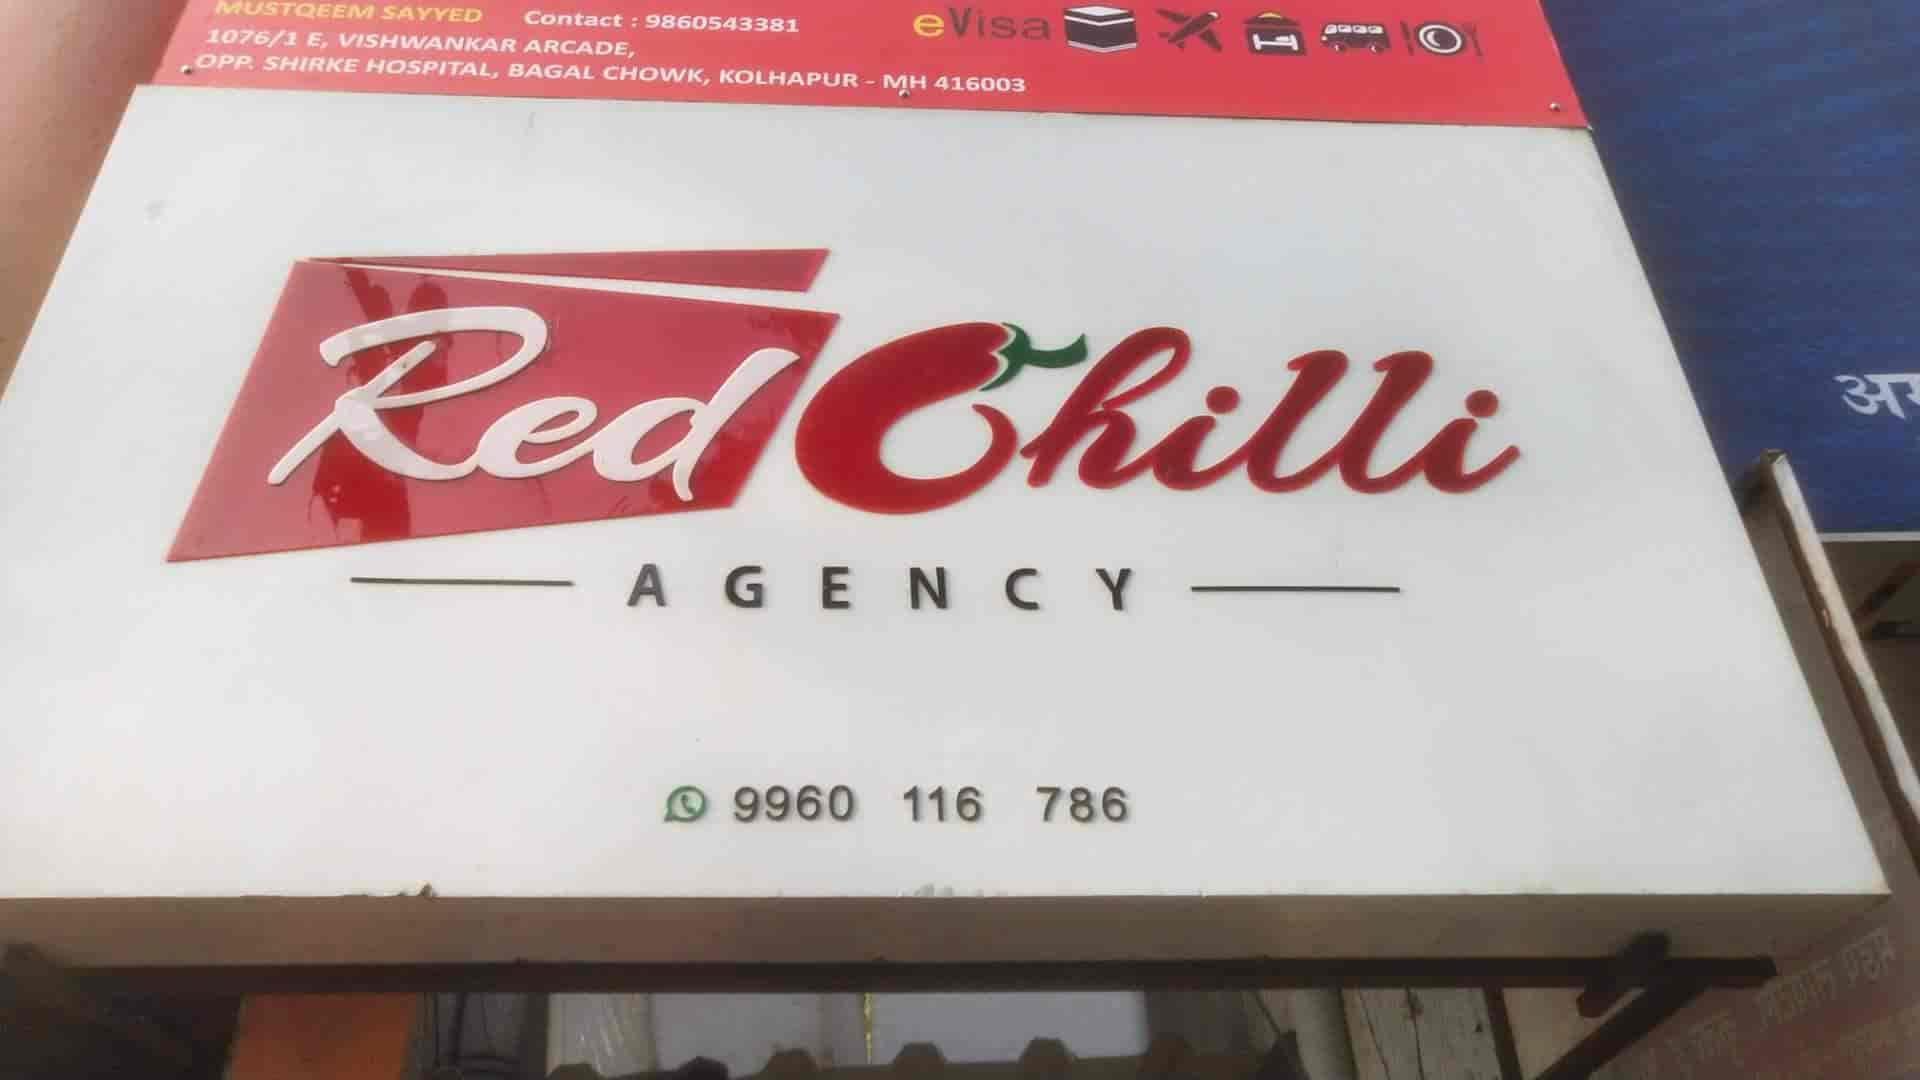 MUSTQEEM SAYYED Contact : 9860543381
eVisa
1076/1 E, VISHWANKAR ARCADE,
OPP. SHIRKE HOSPITAL, BAGAL CHOWK, KOLHAPUR - MH 416003
Red Chilli
AGENCY
9960 116 786